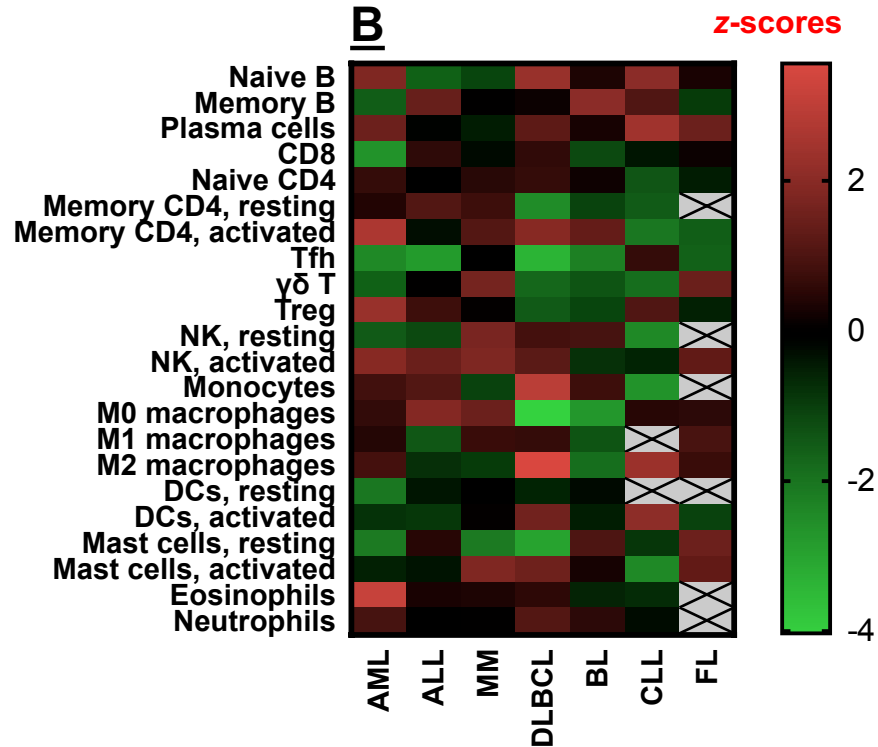 B
z-scores
Naive B
Memory B
Plasma cells
CD8
Naive CD4
Memory CD4, resting
Memory CD4, activated
Tfh
γδ T
Treg
NK, resting
NK, activated
Monocytes
M0 macrophages
M1 macrophages
M2 macrophages
DCs, resting
DCs, activated
Mast cells, resting
Mast cells, activated
Eosinophils
Neutrophils
AML
ALL
MM
DLBCL
BL
CLL
FL
2
0
-2
-4